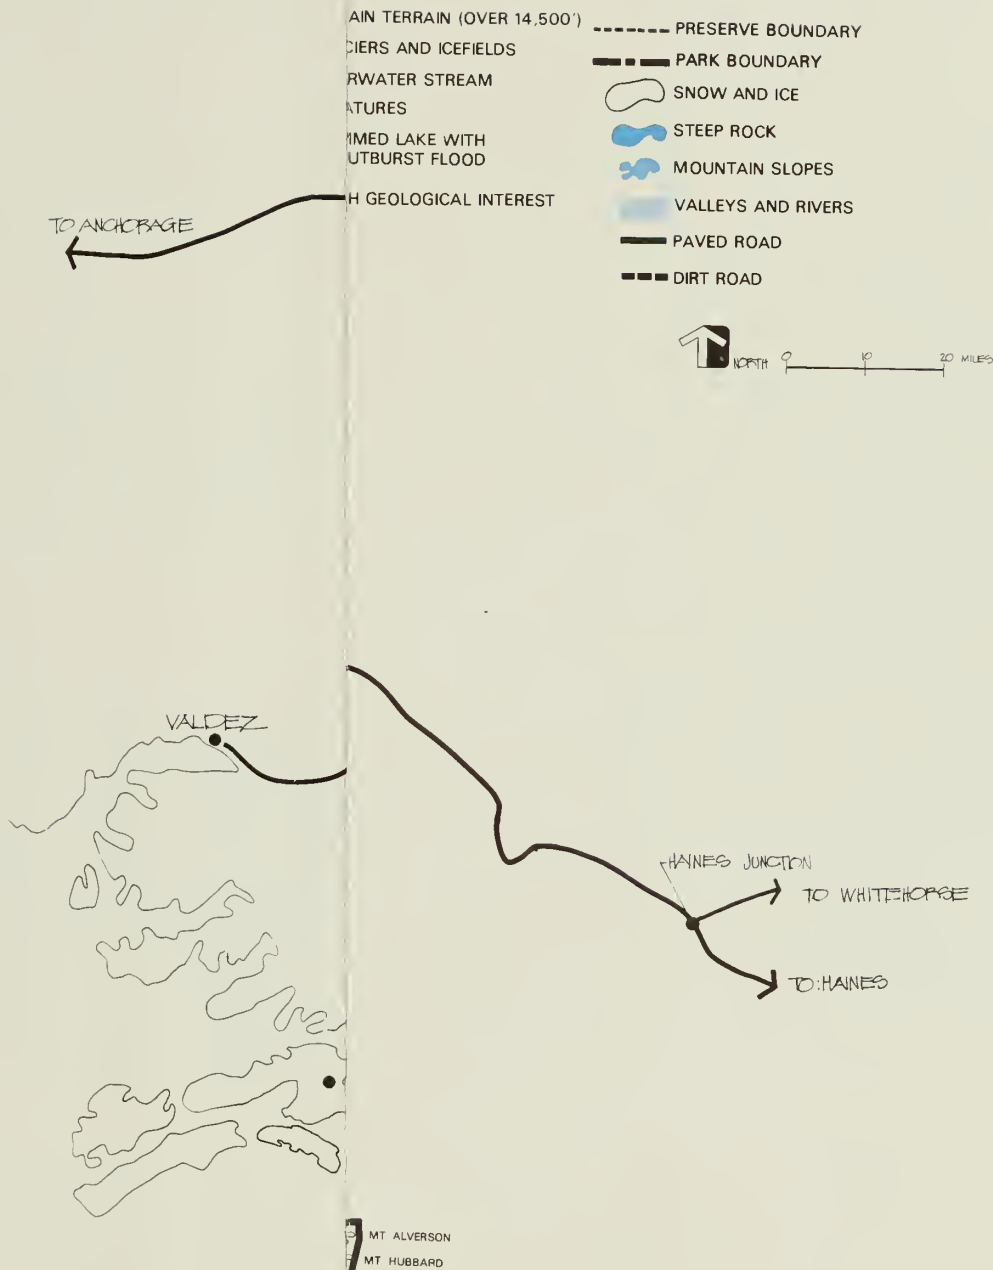 AIN TERRAIN (OVER 14,500')
CIERS AND ICEFIELDS
RWATER STREAM
ATURES
MED LAKE WITH
UTBURST FLOOD
H GEOLOGICAL INTEREST
PRESERVE BOUNDARY
PARK BOUNDARY
SNOW AND ICE
STEEP ROCK
MOUNTAIN SLOPES
VALLEYS AND RIVERS
PAVED ROAD
DIRT ROAD
NORTH 0 10 20 MILES
TO ANCHORAGE
VALDEZ
HAINES JUNCTION
TO WHITEHORSE
TO:HAINES
MT ALVERSON
MT HUBBARD